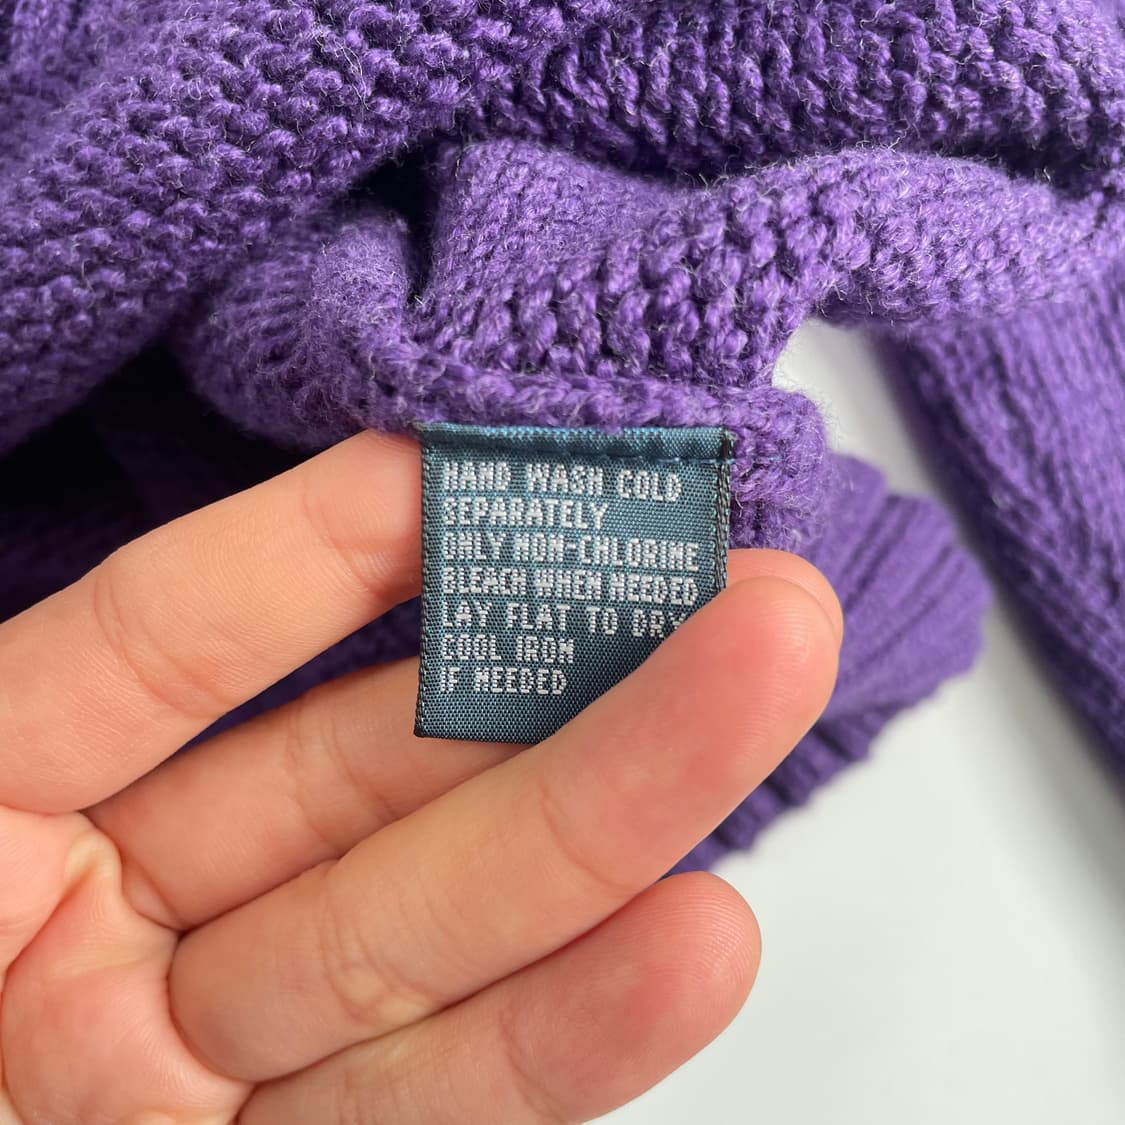 HAND WASH COLD
SEPARATELY
ONLY NON-CHLORINE
BLEACH WHEN NEEDED
LAY FLAT TO DRY
COOL IRON
IF NEEDED